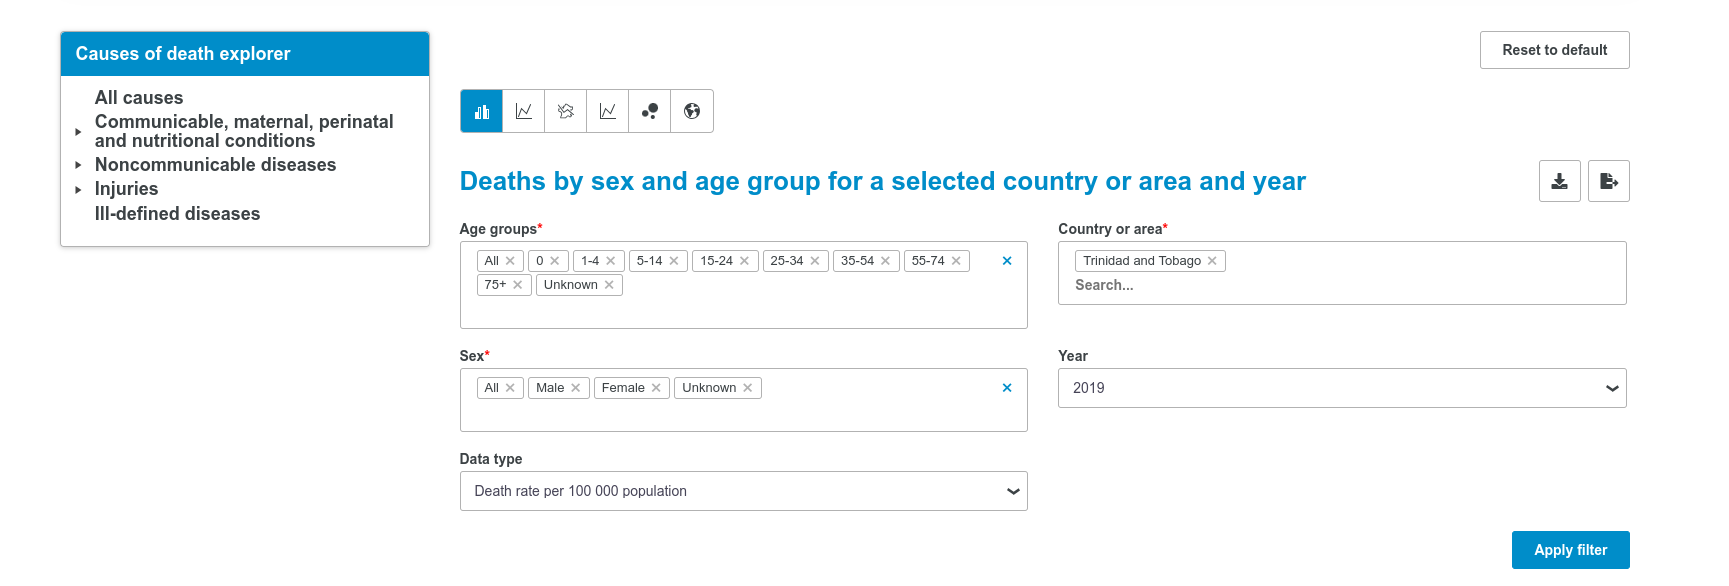 Causes of death explorer
All causes
Communicable, maternal, perinatal
and nutritional conditions
Noncommunicable diseases
Injuries
Ill-defined diseases
Reset to default
Deaths by sex and age group for a selected country or area and year
Age groups*
All 0 1-4 5-14 15-24 25-34 35-54 55-74
75+ Unknown
Country or area*
Trinidad and Tobago
Search...
Sex*
All Male Female Unknown
Year
2019
Data type
Death rate per 100 000 population
Apply filter